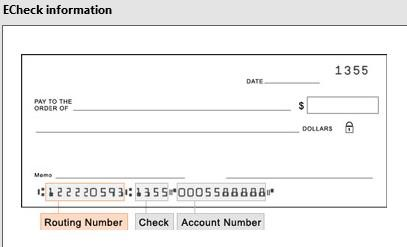 ECheck information
1355
DATE
PAY TO THE
ORDER OF
$
DOLLARS
Memo
⑆122220593⑆ 1355⑈0005588888⑈
Routing Number Check Account Number